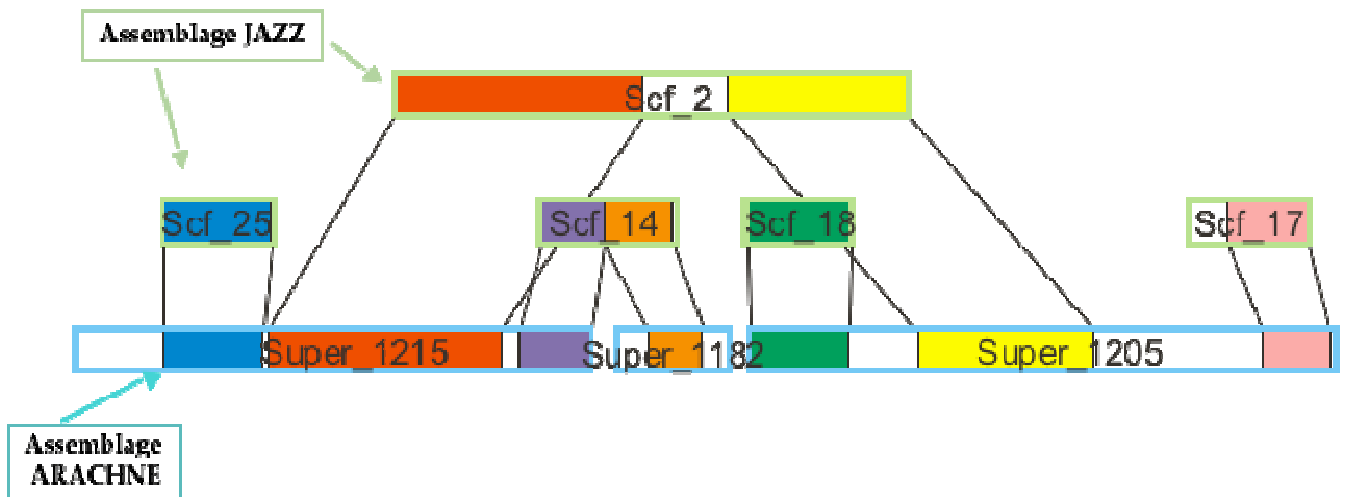 Assemblage JAZZ
Scf_2
Scf_25
Scf_14
Scf_18
Scf_17
Super_1215
Super_1182
Super_1205
Assemblage
ARACHNE